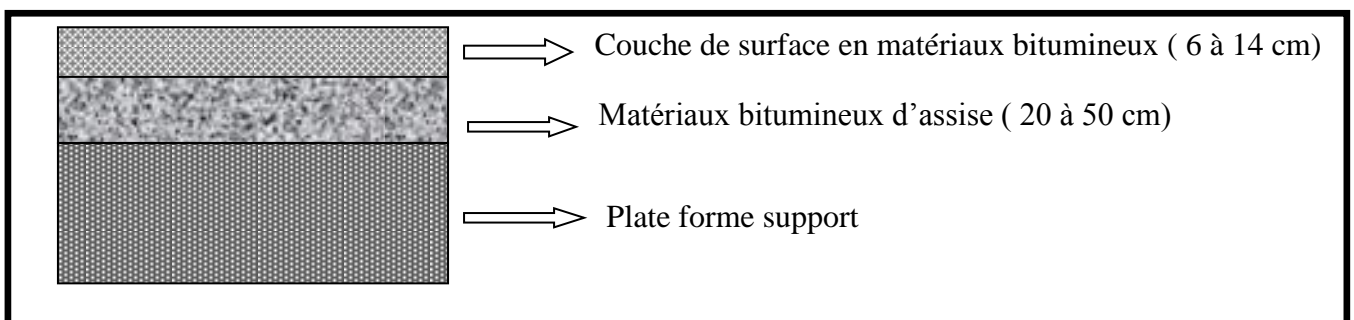 Couche de surface en matériaux bitumineux ( 6 à 14 cm)
Matériaux bitumineux d’assise ( 20 à 50 cm)
Plate forme support